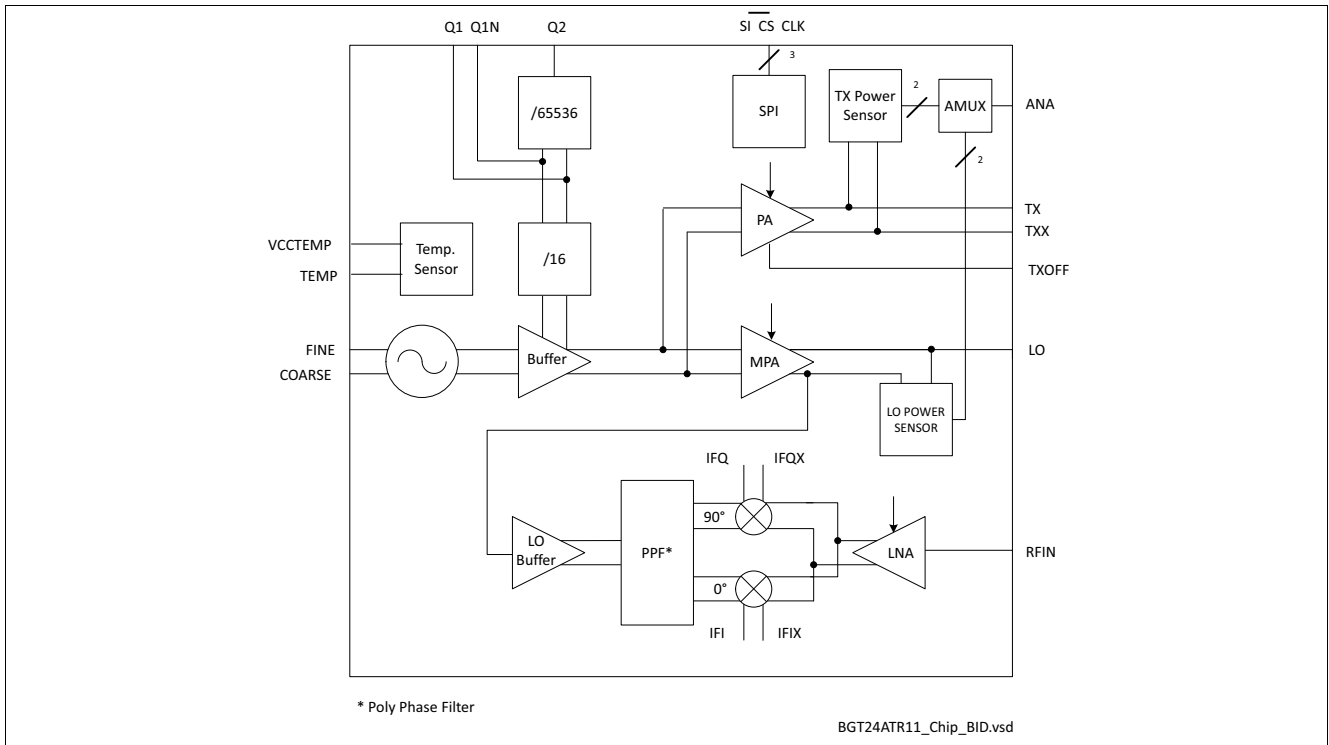 Q1 Q1N Q2 SI CS CLK
3
/65536
SPI
TX Power
Sensor
2
AMUX
ANA
2
PA
TX
TXX
TXOFF
VCCTEMP
TEMP
Temp.
Sensor
/16
FINE
COARSE
Buffer
MPA
LO
LO POWER
SENSOR
IFQ IFQX
LO
Buffer
PPF*
90°
0°
LNA
RFIN
IFI IFIX
* Poly Phase Filter
BGT24ATR11_Chip_BID.vsd